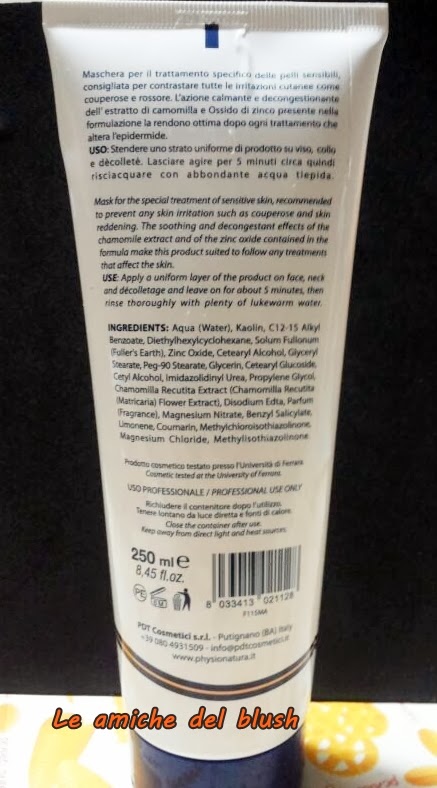 Maschera per il trattamento specifico delle pelli sensibili,
consigliata per contrastare tutte le irritazioni cutanee come
couperose e rossore. L'azione calmante e decongestionante
dell' estratto di camomilla e Ossido di zinco presente nella
formulazione la rendono ottima dopo ogni trattamento che
altera l'epidermide.
USO: Stendere uno strato uniforme di prodotto su viso, collo
e dècolletè. Lasciare agire per 5 minuti circa quindi
risciacquare con abbondante acqua tiepida.
Mask for the special treatment of sensitive skin, recommended
to prevent any skin irritation such as couperose and skin
reddening. The soothing and decongestant effects of the
chamomile extract and of the zinc oxide contained in the
formula make this product suited to follow any treatments
that affect the skin.
USE: Apply a uniform layer of the product on face, neck
and décolletage and leave on for about 5 minutes, then
rinse thoroughly with plenty of lukewarm water.
INGREDIENTS: Aqua (Water), Kaolin, C12-15 Alkyl
Benzoate, Diethylhexylcyclohexane, Solum Fullonum
(Fuller's Earth), Zinc Oxide, Cetearyl Alcohol, Glyceryl
Stearate, Peg-90 Stearate, Glycerin, Cetearyl Glucoside,
Cetyl Alcohol, Imidazolidinyl Urea, Propylene Glycol,
Chamomilla Recutita Extract (Chamomilla Recutita
(Matricaria) Flower Extract), Disodium Edta, Parfum
(Fragrance), Magnesium Nitrate, Benzyl Salicylate,
Limonene, Coumarin, Methylchloroisothiazolinone,
Magnesium Chloride, Methylisothiazolinone.
Prodotto cosmetico testato presso l'Università di Ferrara
Cosmetic tested at the University of Ferrara
USO PROFESSIONALE / PROFESSIONAL USE ONLY
Richiudere il contenitore dopo l'utilizzo.
Tenere lontano da luce diretta e fonti di calore.
Close the container after use.
Keep away from direct light and heat sources.
250 ml e
8,45 fl.oz.
PE
8 033413 021128
F115MA
PDT Cosmetici s.r.l. - Putignano (BA) Italy
+39 080 4931509 - info@pdtcosmetici.it
www.physionatura.it
Le amiche del blush